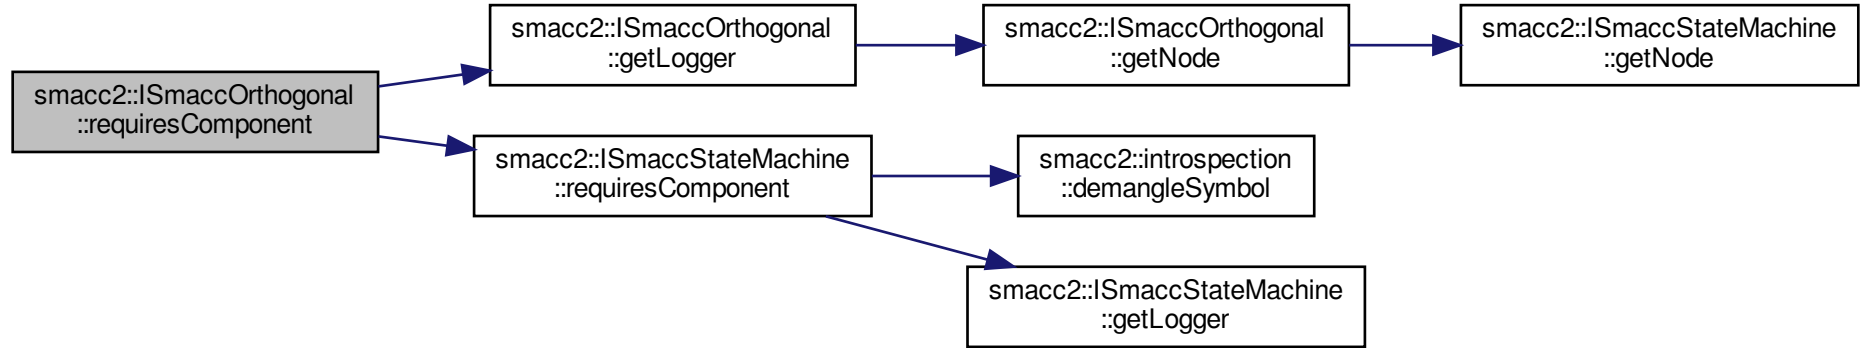 smacc2::ISmaccOrthogonal
::requiresComponent
smacc2::ISmaccOrthogonal
::getLogger
smacc2::ISmaccOrthogonal
::getNode
smacc2::ISmaccStateMachine
::getNode
smacc2::ISmaccStateMachine
::requiresComponent
smacc2::introspection
::demangleSymbol
smacc2::ISmaccStateMachine
::getLogger